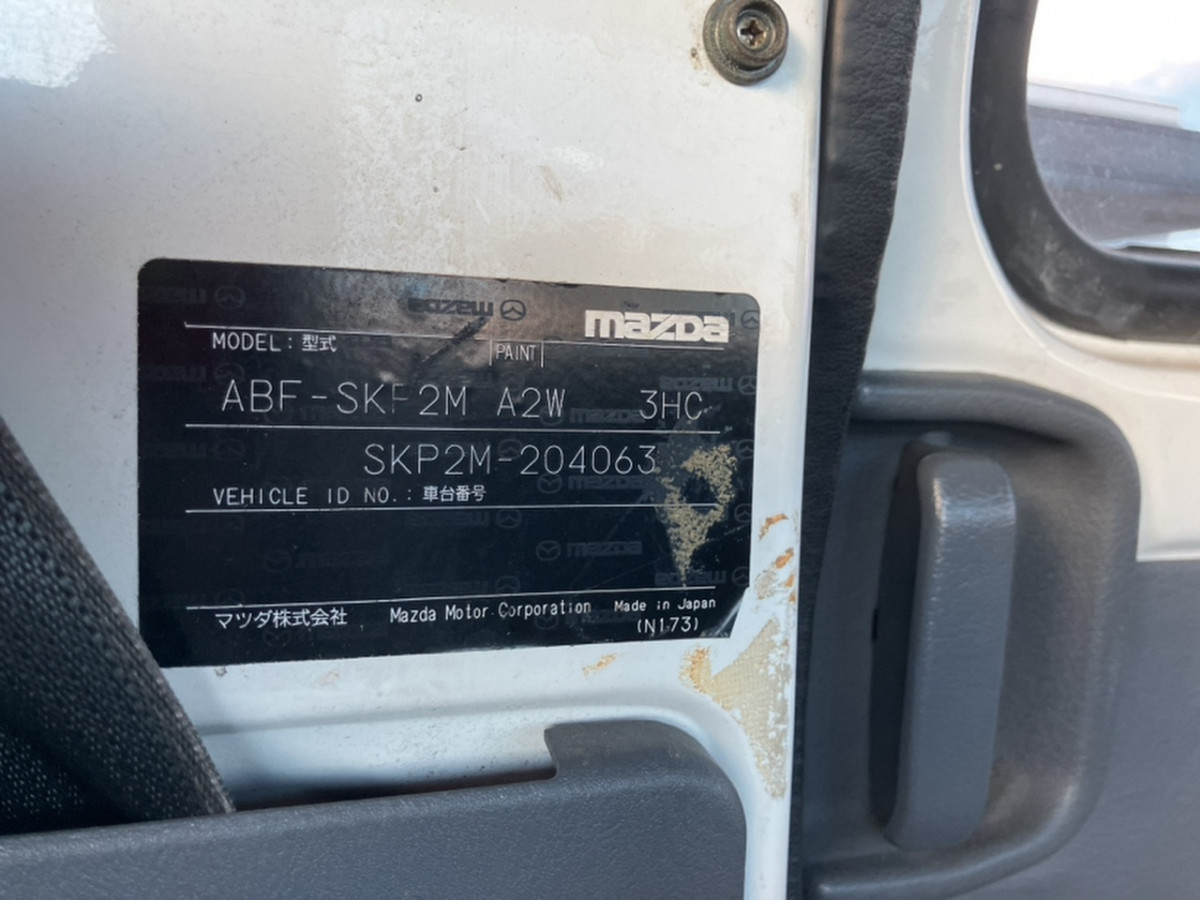 mazda
MODEL : 型式
PAINT
ABF-SKF2M A2W 3HC
SKP2M-204063
VEHICLE ID NO. : 車台番号
マツダ株式会社 Mazda Motor Corporation Made in Japan
(N173)